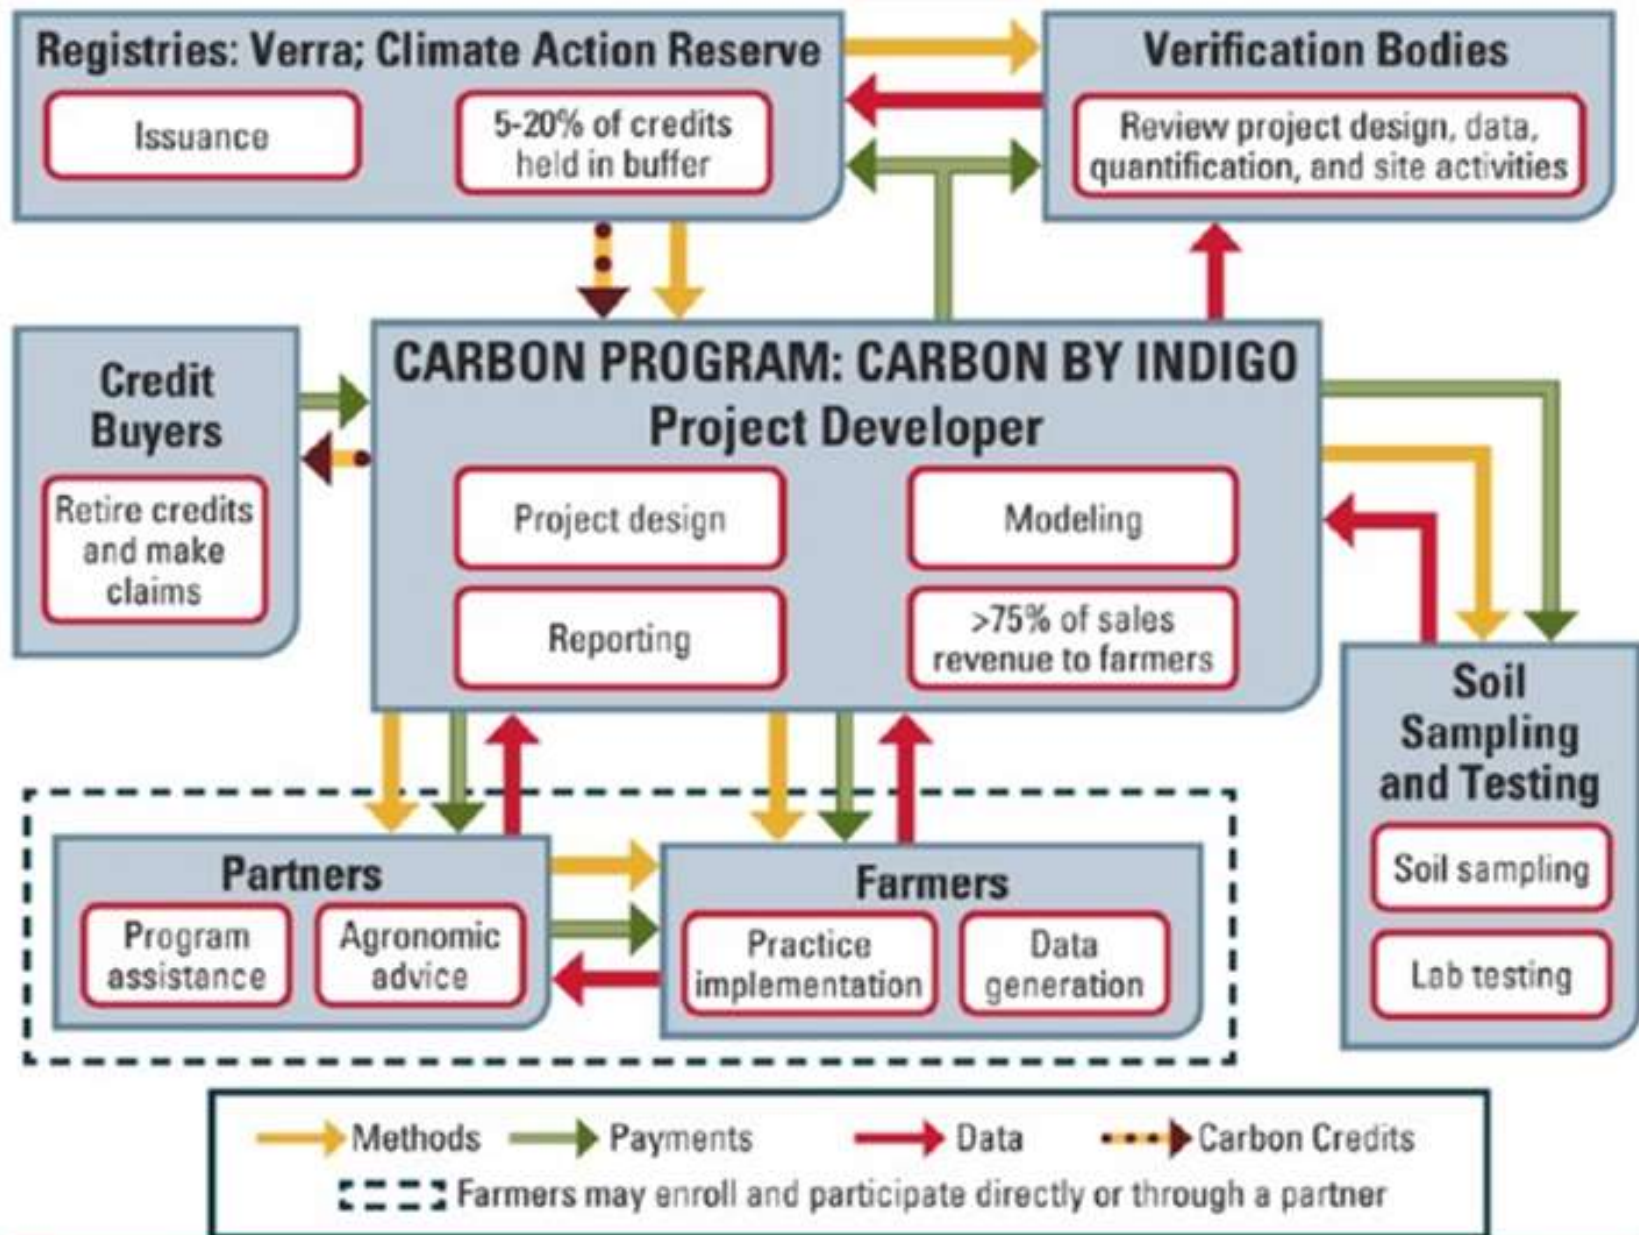 Registries: Verra; Climate Action Reserve
Issuance
5-20% of credits
held in buffer
Verification Bodies
Review project design, data,
quantification, and site activities
Credit
Buyers
Retire credits
and make
claims
CARBON PROGRAM: CARBON BY INDIGO
Project Developer
Project design
Modeling
Reporting
>75% of sales
revenue to farmers
Soil
Sampling
and Testing
Soil sampling
Lab testing
Partners
Program
assistance
Agronomic
advice
Farmers
Practice
implementation
Data
generation
Methods
Payments
Data
Carbon Credits
Farmers may enroll and participate directly or through a partner